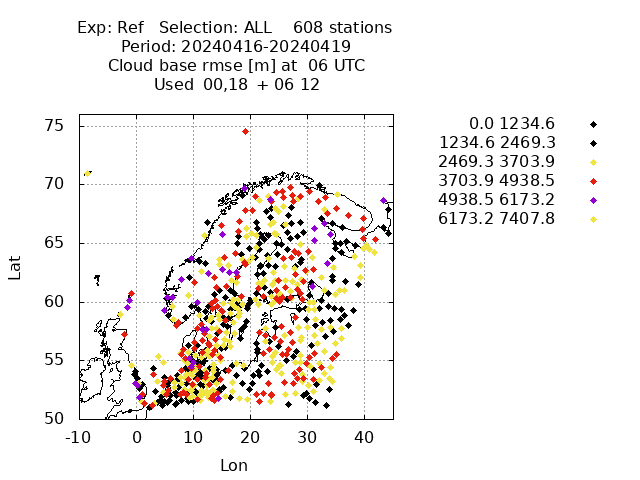 Exp: Ref   Selection: ALL    608 stations
Period: 20240416-20240419
Cloud base rmse [m] at  06 UTC
Used  00,18  + 06 12
0.0 1234.6
1234.6 2469.3
2469.3 3703.9
3703.9 4938.5
4938.5 6173.2
6173.2 7407.8
75
70
65
60
55
50
Lat
-10 0 10 20 30 40
Lon